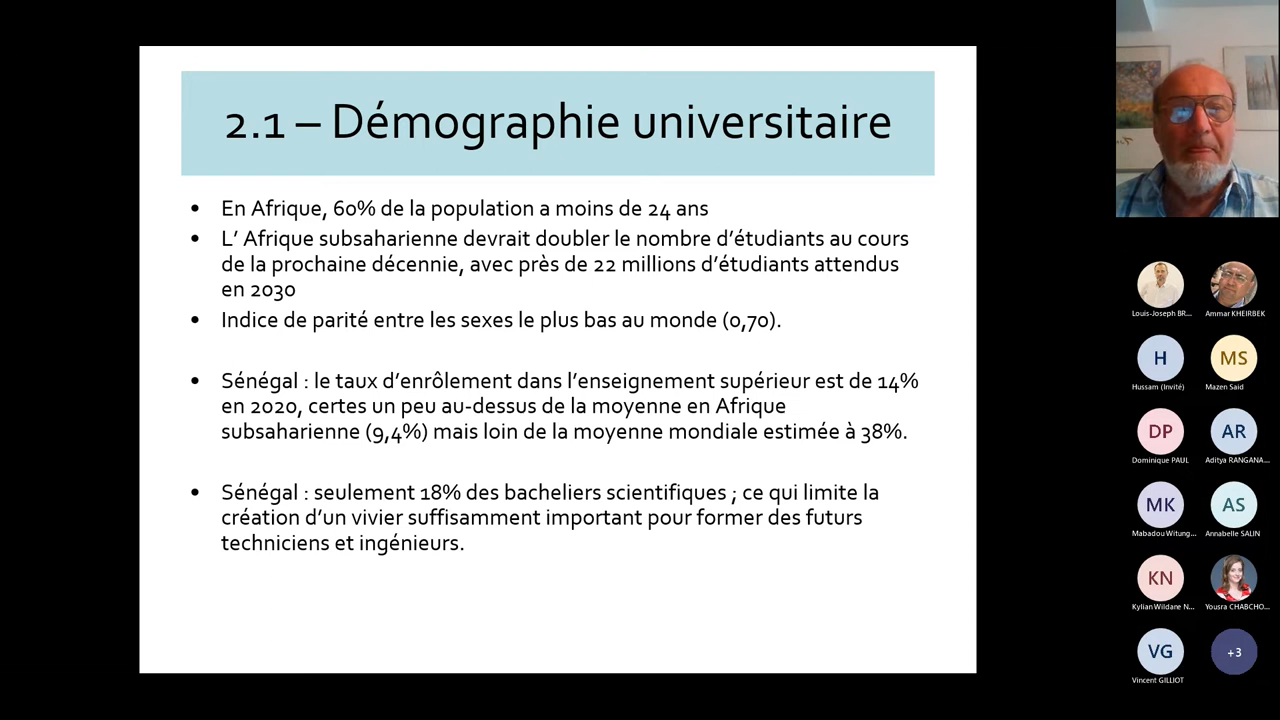 2.1 – Démographie universitaire
• En Afrique, 60% de la population a moins de 24 ans
• L’ Afrique subsaharienne devrait doubler le nombre d’étudiants au cours
de la prochaine décennie, avec près de 22 millions d’étudiants attendus
en 2030
• Indice de parité entre les sexes le plus bas au monde (0,70).
• Sénégal : le taux d’enrôlement dans l’enseignement supérieur est de 14%
en 2020, certes un peu au-dessus de la moyenne en Afrique
subsaharienne (9,4%) mais loin de la moyenne mondiale estimée à 38%.
• Sénégal : seulement 18% des bacheliers scientifiques ; ce qui limite la
création d’un vivier suffisamment important pour former des futurs
techniciens et ingénieurs.
Louis-Joseph BR...
Ammar KHEIRBEK
H
MS
Hussam (Invité)
Mazen Said
DP
AR
Dominique PAUL
Aditya RANGANA...
MK
AS
Mabadou Witung...
Annabelle SALIN
KN
Kylian Wildane N...
Yousra CHABCHO...
VG
+3
Vincent GILLIOT